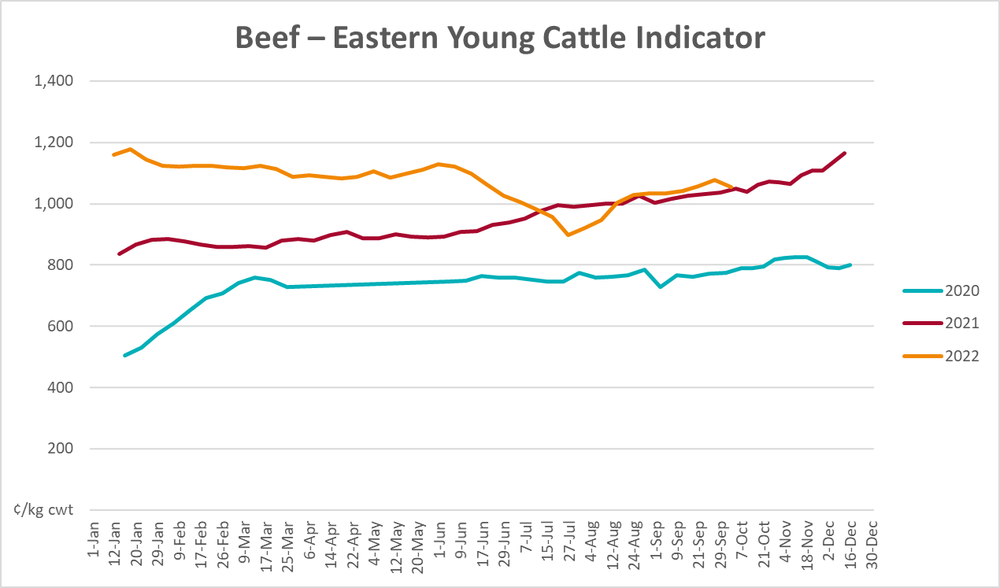 Beef – Eastern Young Cattle Indicator
1,400
1,200
1,000
800
600
400
200
¢/kg cwt
1-Jan
12-Jan
20-Jan
29-Jan
9-Feb
17-Feb
26-Feb
9-Mar
17-Mar
25-Mar
6-Apr
14-Apr
22-Apr
4-May
12-May
20-May
1-Jun
9-Jun
17-Jun
29-Jun
7-Jul
15-Jul
27-Jul
4-Aug
12-Aug
24-Aug
1-Sep
9-Sep
21-Sep
29-Sep
7-Oct
21-Oct
4-Nov
18-Nov
2-Dec
16-Dec
30-Dec
2020
2021
2022